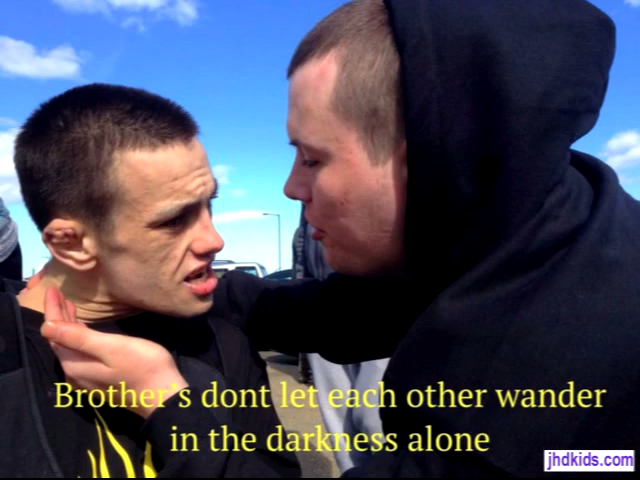 Brother's dont let each other wander
in the darkness alone
jhdkids.com